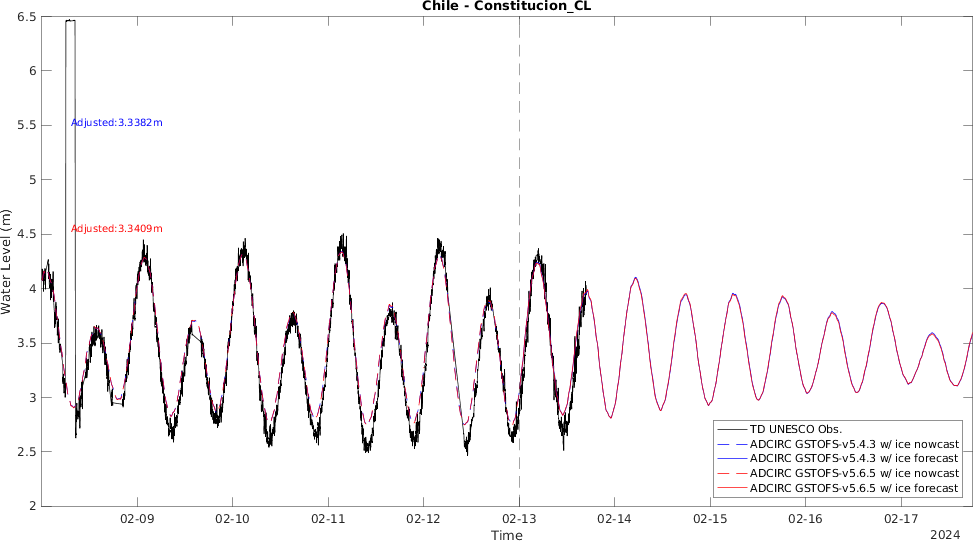 Chile - Constitucion_CL
6.5
6
5.5
5
4.5
4
3.5
3
2.5
2
Water Level (m)
Adjusted:3.3382m
Adjusted:3.3409m
TD UNESCO Obs.
ADCIRC GSTOFS-v5.4.3 w/ ice nowcast
ADCIRC GSTOFS-v5.4.3 w/ ice forecast
ADCIRC GSTOFS-v5.6.5 w/ ice nowcast
ADCIRC GSTOFS-v5.6.5 w/ ice forecast
02-09 02-10 02-11 02-12 02-13 02-14 02-15 02-16 02-17
Time
2024